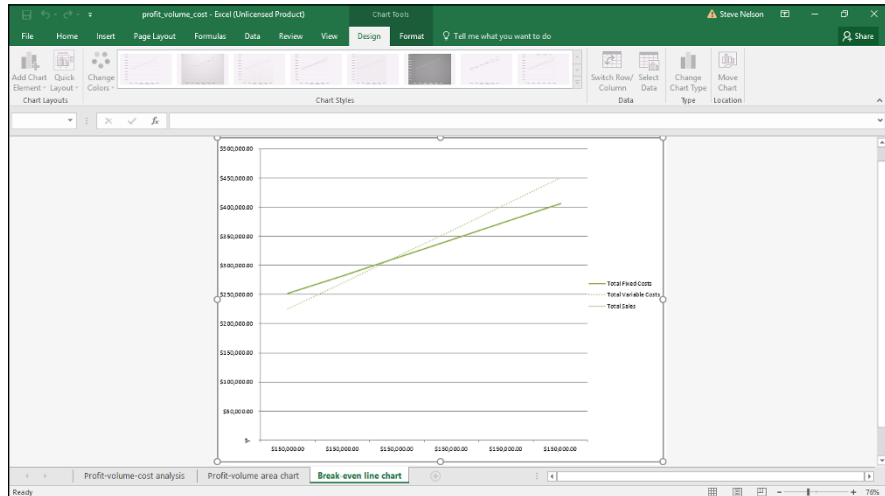 profit_volume_cost - Excel (Unlicensed Product)
Chart Tools
Steve Nelson
File Home Insert Page Layout Formulas Data Review View Design Format Tell me what you want to do
Share
Add Chart Element
Quick Layout
Change Colors
Switch Row/ Column
Select Data
Change Chart Type
Move Chart
Chart Layouts
Chart Styles
Data
Type
Location
fx
$500,000.00
$450,000.00
$400,000.00
$350,000.00
$300,000.00
$250,000.00
$200,000.00
$150,000.00
$100,000.00
$50,000.00
$-
$150,000.00 $150,000.00 $150,000.00 $150,000.00 $150,000.00 $150,000.00
Total Fixed Costs
Total Variable Costs
Total Sales
Profit-volume-cost analysis Profit-volume area chart Break-even line chart
Ready
76%